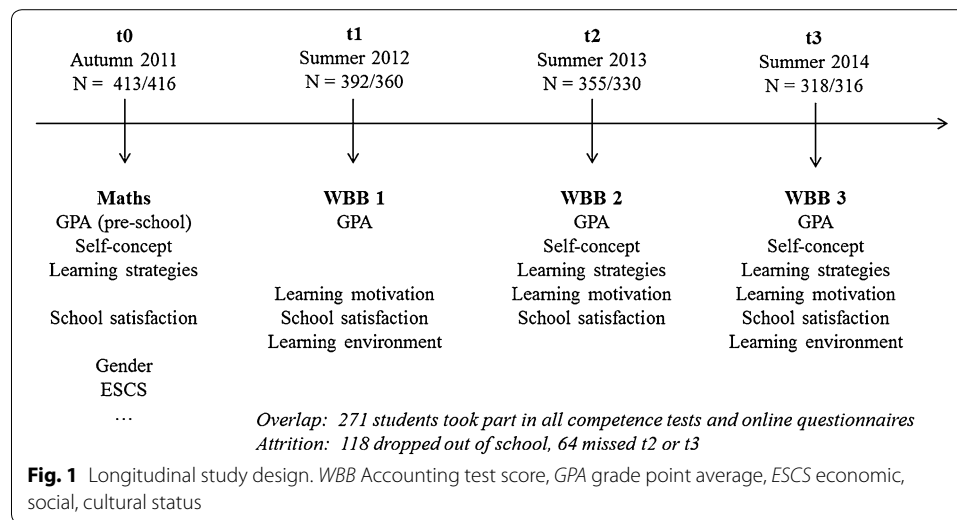 t0 t1 t2 t3
Autumn 2011 Summer 2012 Summer 2013 Summer 2014
N = 413/416 N = 392/360 N = 355/330 N = 318/316
Maths WBB 1 WBB 2 WBB 3
GPA (pre-school) GPA GPA GPA
Self-concept Self-concept Self-concept
Learning strategies Learning strategies Learning strategies
Learning motivation Learning motivation Learning motivation
School satisfaction School satisfaction School satisfaction School satisfaction
Learning environment Learning environment
Gender
ESCS
...
Overlap: 271 students took part in all competence tests and online questionnaires
Attrition: 118 dropped out of school, 64 missed t2 or t3
Fig. 1 Longitudinal study design. WBB Accounting test score, GPA grade point average, ESCS economic,
social, cultural status